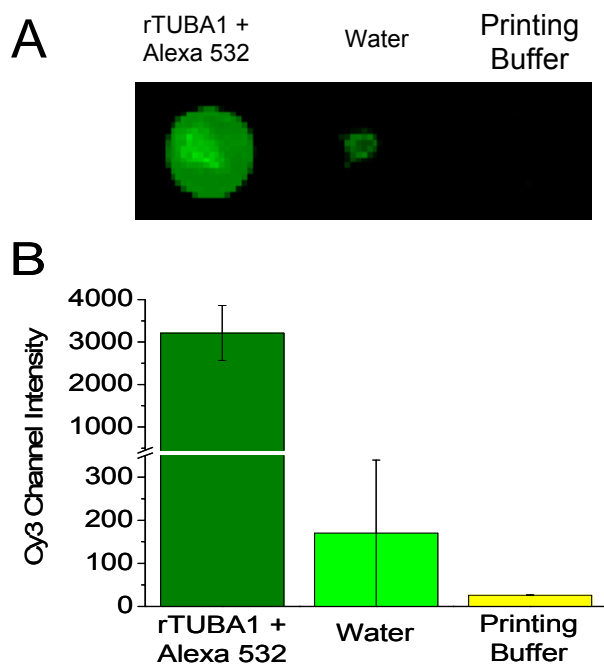 A
rTUBA1 +
Alexa 532
Water
Printing
Buffer
B
Cy3 Channel Intensity
4000
3000
2000
1000
300
200
100
0
rTUBA1 +
Alexa 532
Water
Printing
Buffer